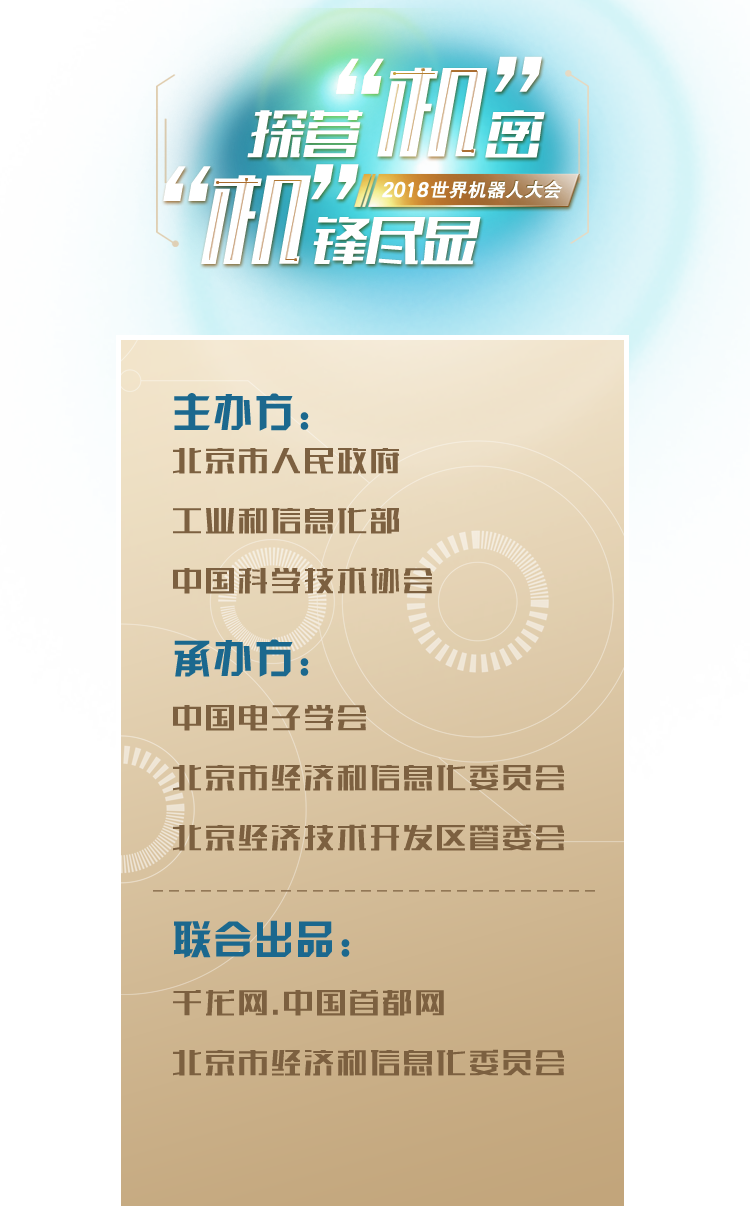 探营“机”密
2018世界机器人大会
“机”锋尽显
主办方：
北京市人民政府
工业和信息化部
中国科学技术协会
承办方：
中国电子学会
北京市经济和信息化委员会
北京经济技术开发区管委会
联合出品：
千龙网.中国首都网
北京市经济和信息化委员会